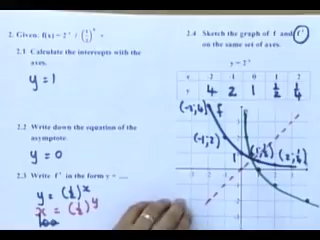 2. Given: f(x) = 2⁻ˣ / (1/2)ˣ
2.1 Calculate the intercepts with the
axes.
y = 1
2.2 Write down the equation of the
asymptote.
y = 0
2.3 Write f⁻¹ in the form y = ....
y = (1/2)ˣ
x = (1/2)ʸ
2.4 Sketch the graph of f and f⁻¹
on the same set of axes.
y = 2⁻ˣ
x -2 -1 0 1 2
y 4 2 1 1/2 1/4
(-2;4) f
(-1;2)
1
(1;1/2) (2;1/4)